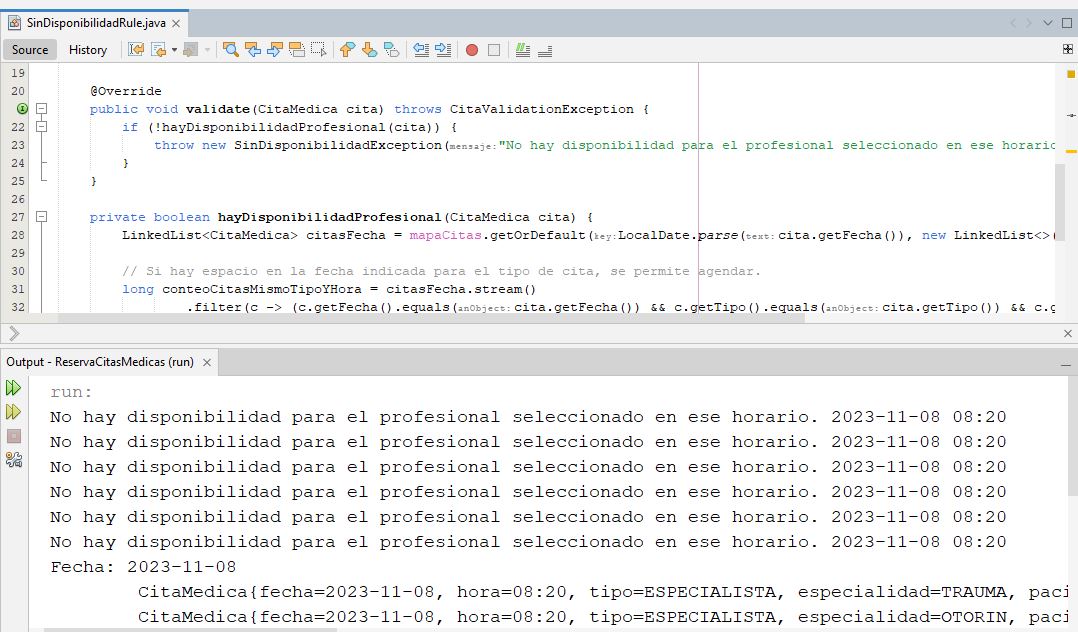 SinDisponibilidadRule.java
Source History
19
20 @Override
public void validate(CitaMedica cita) throws CitaValidationException {
22 if (!hayDisponibilidadProfesional(cita)) {
23 throw new SinDisponibilidadException(mensaje:"No hay disponibilidad para el profesional seleccionado en ese horario
24 }
25 }
26
27 private boolean hayDisponibilidadProfesional(CitaMedica cita) {
28 LinkedList<CitaMedica> citasFecha = mapaCitas.getOrDefault(key:LocalDate.parse(text:cita.getFecha()), new LinkedList<>(
29
30 // Si hay espacio en la fecha indicada para el tipo de cita, se permite agendar.
31 long conteoCitasMismoTipoYHora = citasFecha.stream()
32 .filter(c -> (c.getFecha().equals(anObject:cita.getFecha()) && c.getTipo().equals(anObject:cita.getTipo()) && c.g
Output - ReservaCitasMedicas (run)
run:
No hay disponibilidad para el profesional seleccionado en ese horario. 2023-11-08 08:20
No hay disponibilidad para el profesional seleccionado en ese horario. 2023-11-08 08:20
No hay disponibilidad para el profesional seleccionado en ese horario. 2023-11-08 08:20
No hay disponibilidad para el profesional seleccionado en ese horario. 2023-11-08 08:20
No hay disponibilidad para el profesional seleccionado en ese horario. 2023-11-08 08:20
No hay disponibilidad para el profesional seleccionado en ese horario. 2023-11-08 08:20
Fecha: 2023-11-08
CitaMedica{fecha=2023-11-08, hora=08:20, tipo=ESPECIALISTA, especialidad=TRAUMA, paci
CitaMedica{fecha=2023-11-08, hora=08:20, tipo=ESPECIALISTA, especialidad=OTORIN, paci